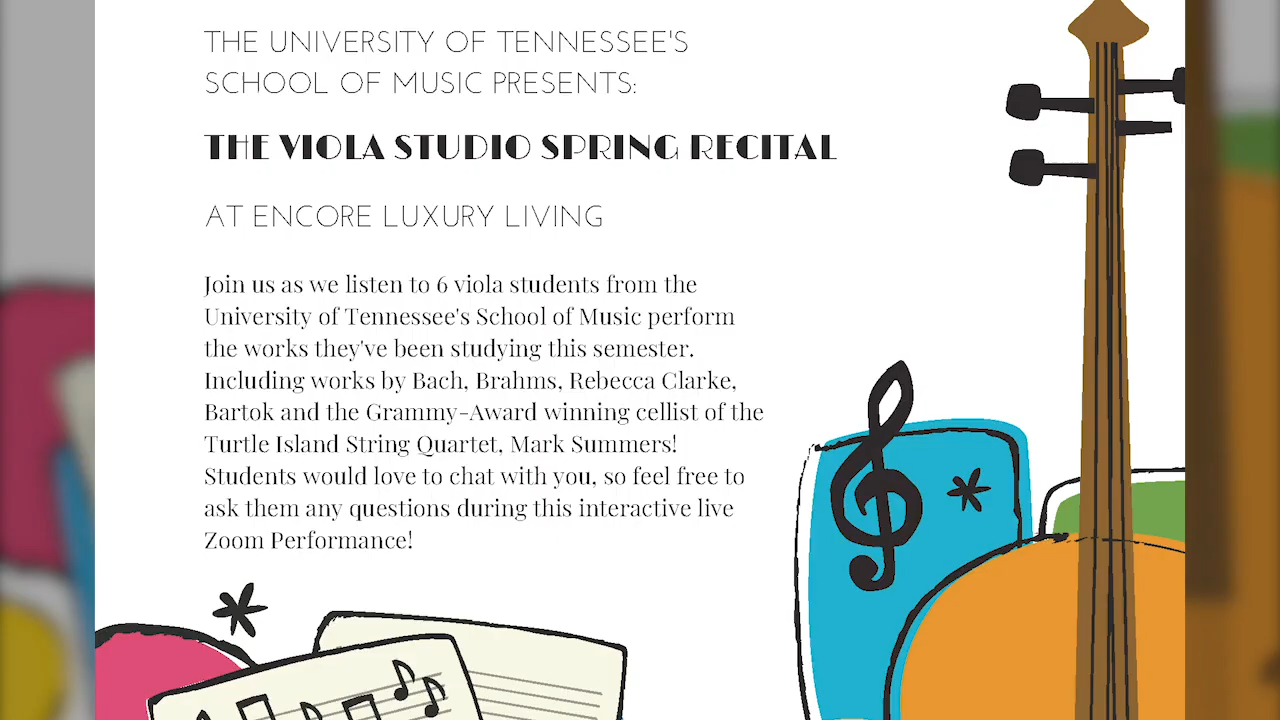 THE UNIVERSITY OF TENNESSEE'S
SCHOOL OF MUSIC PRESENTS:
THE VIOLA STUDIO SPRING RECITAL
AT ENCORE LUXURY LIVING
Join us as we listen to 6 viola students from the
University of Tennessee's School of Music perform
the works they've been studying this semester.
Including works by Bach, Brahms, Rebecca Clarke,
Bartok and the Grammy-Award winning cellist of the
Turtle Island String Quartet, Mark Summers!
Students would love to chat with you, so feel free to
ask them any questions during this interactive live
Zoom Performance!